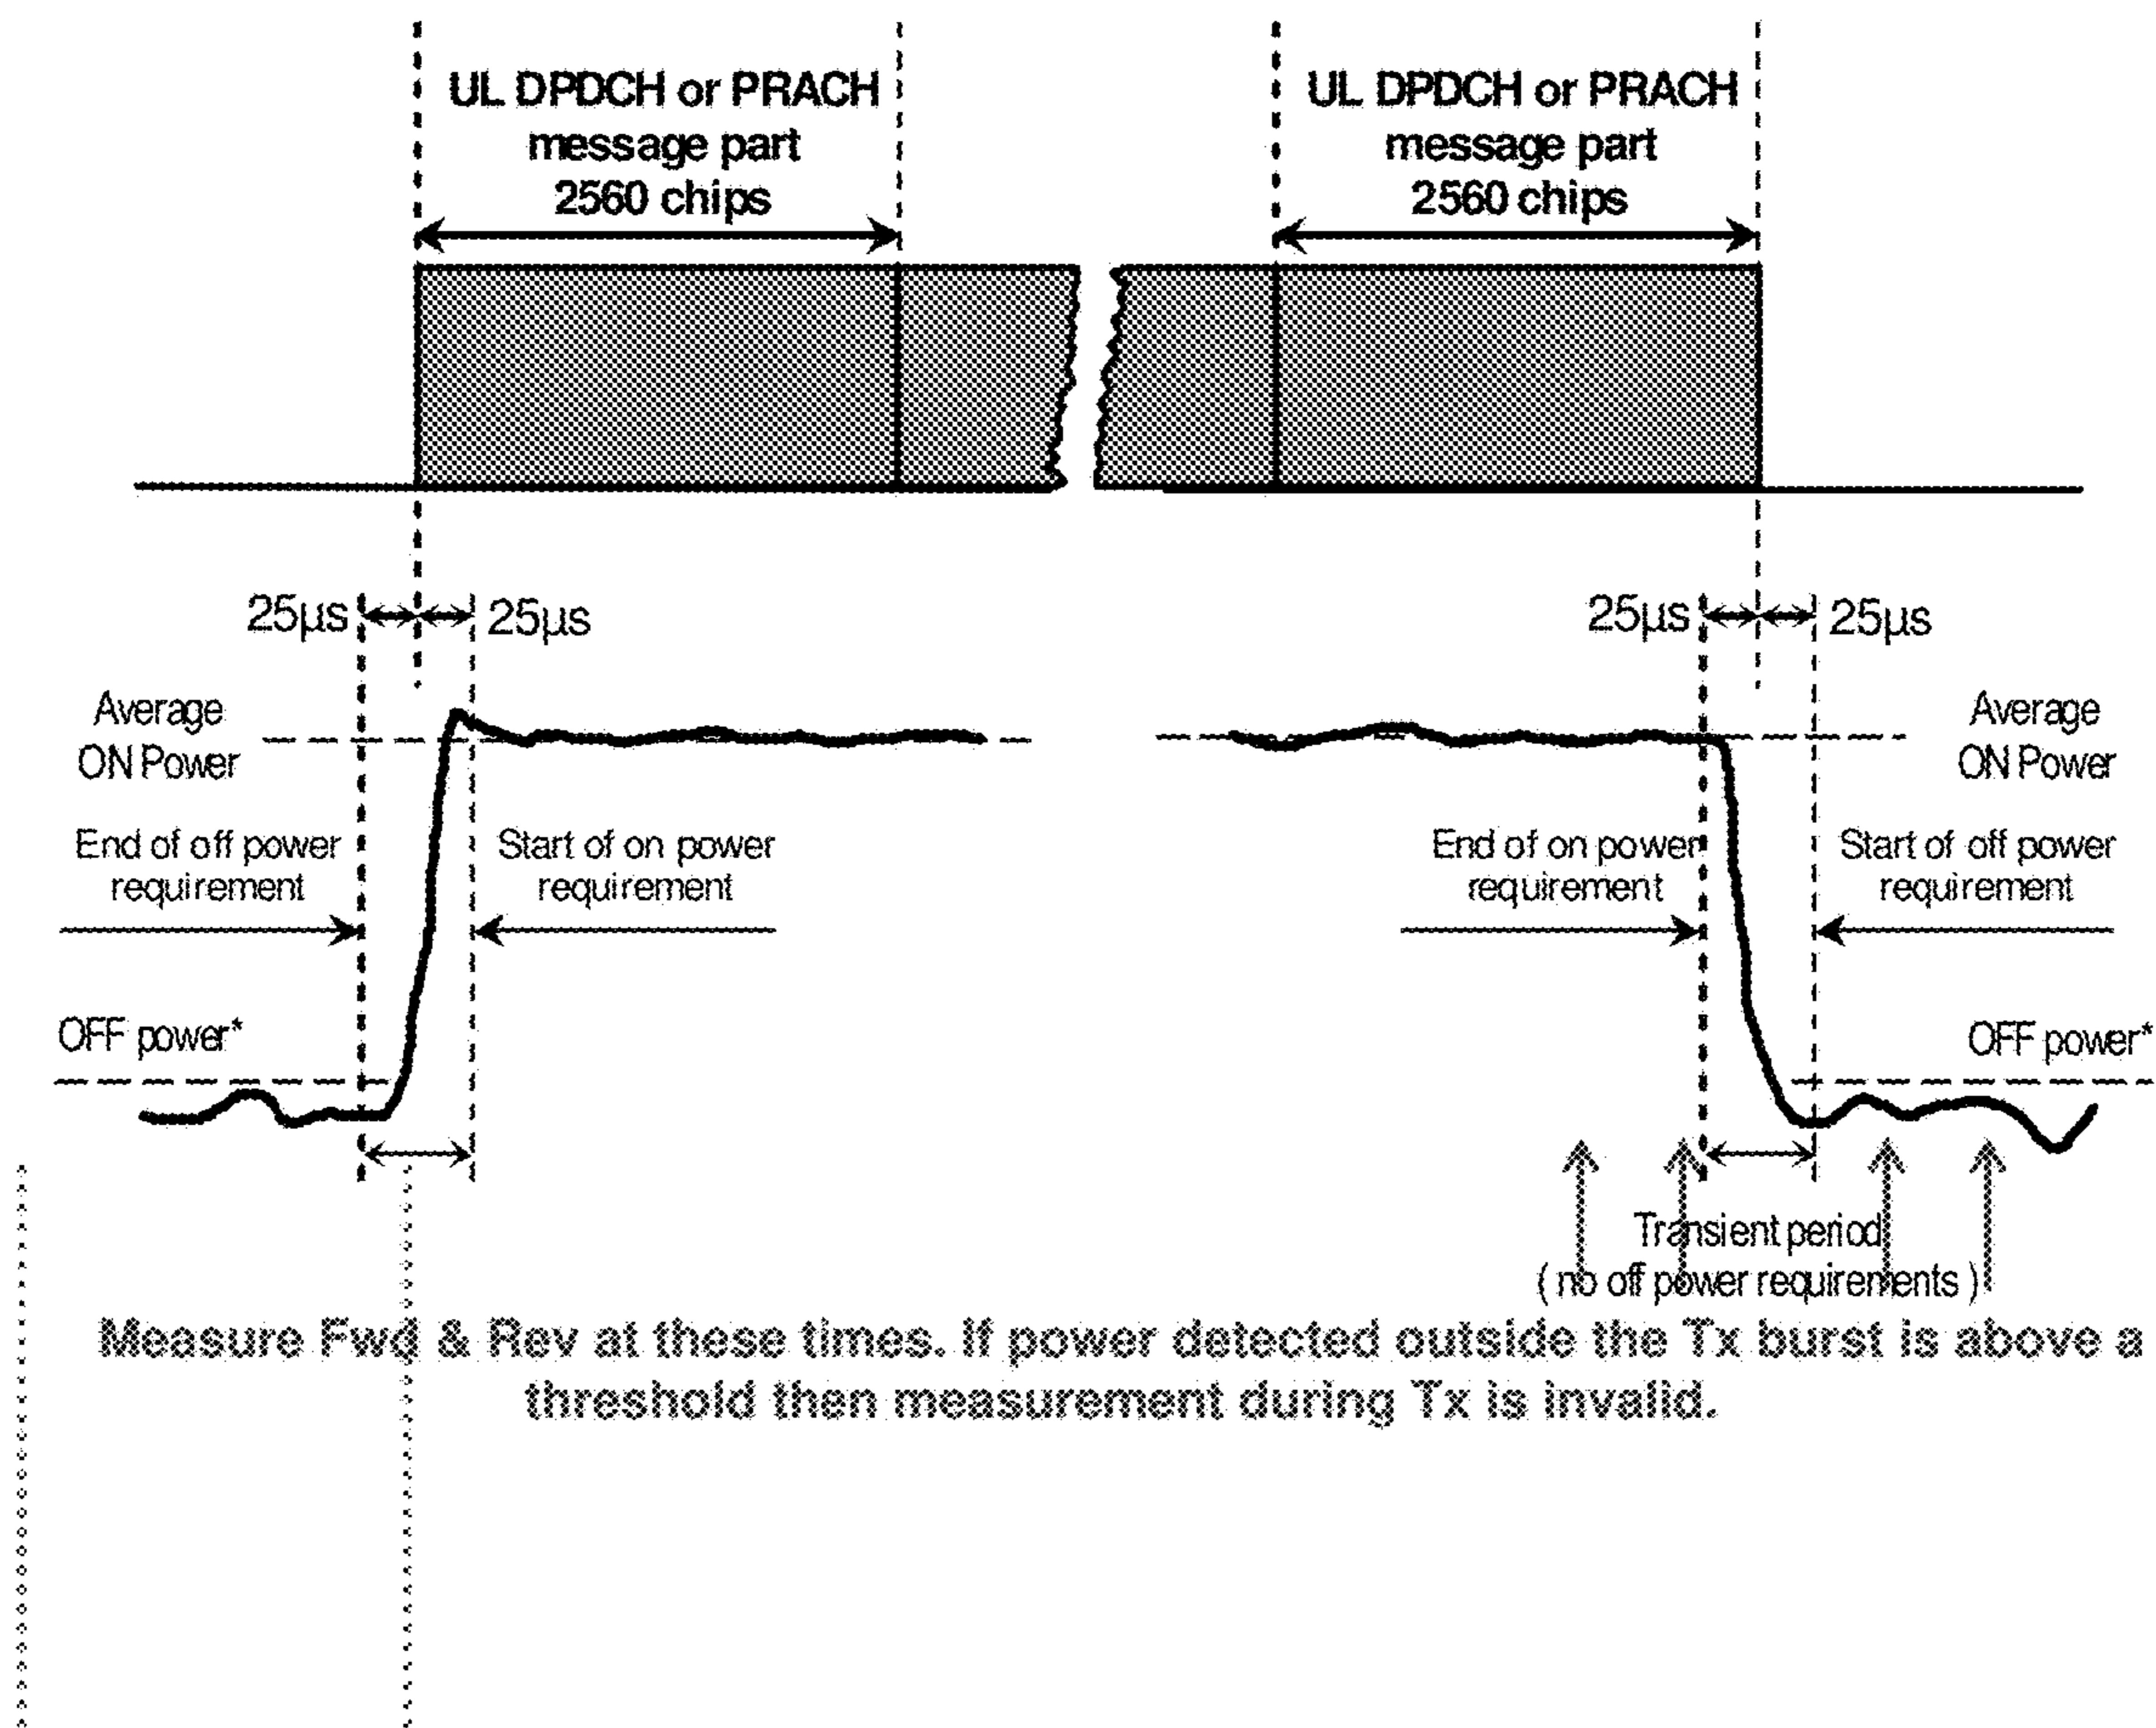 UL DPDCH or PRACH
message part
2560 chips
UL DPDCH or PRACH
message part
2560 chips
25µs
25µs
25µs
25µs
Average
ON Power
Average
ON Power
End of off power
requirement
Start of on power
requirement
End of on power
requirement
Start of off power
requirement
OFF power*
OFF power*
Transient period
( no off power requirements )
Measure Fwd & Rev at these times. If power detected outside the Tx burst is above a
threshold then measurement during Tx is invalid.